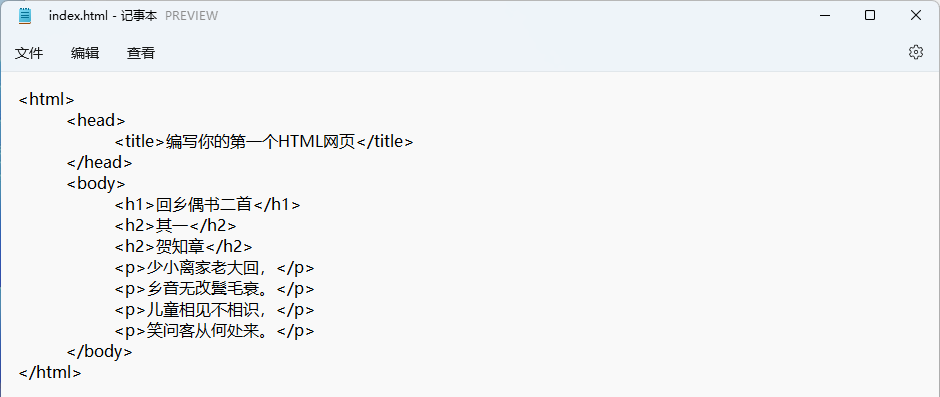 index.html - 记事本 PREVIEW
文件 编辑 查看
<html>
<head>
<title>编写你的第一个HTML网页</title>
</head>
<body>
<h1>回乡偶书二首</h1>
<h2>其一</h2>
<h2>贺知章</h2>
<p>少小离家老大回，</p>
<p>乡音无改鬓毛衰。</p>
<p>儿童相见不相识，</p>
<p>笑问客从何处来。</p>
</body>
</html>